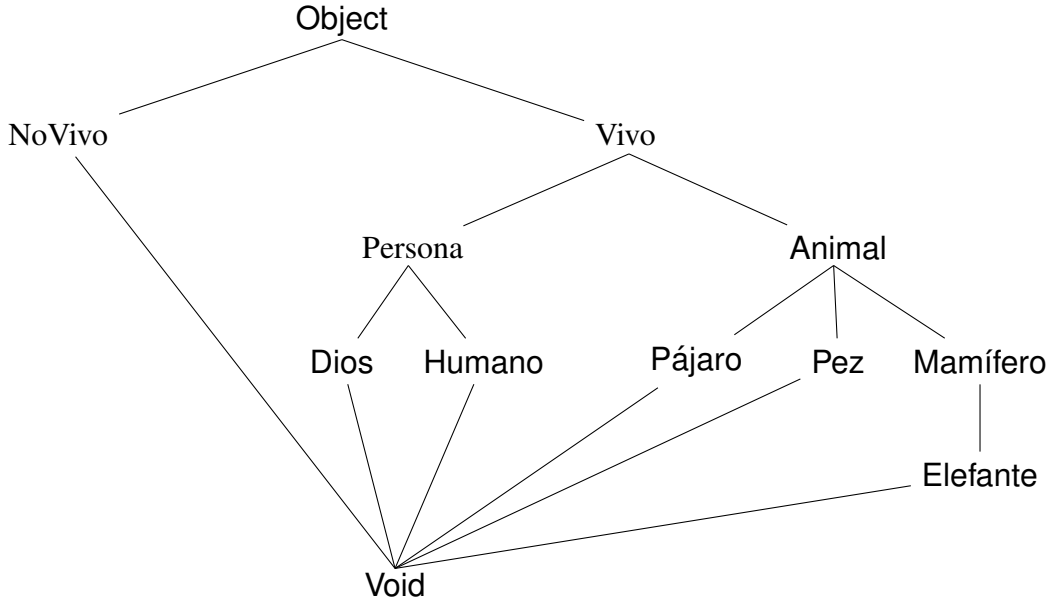 Object
NoVivo
Vivo
Persona
Animal
Dios
Humano
Pájaro
Pez
Mamífero
Elefante
Void